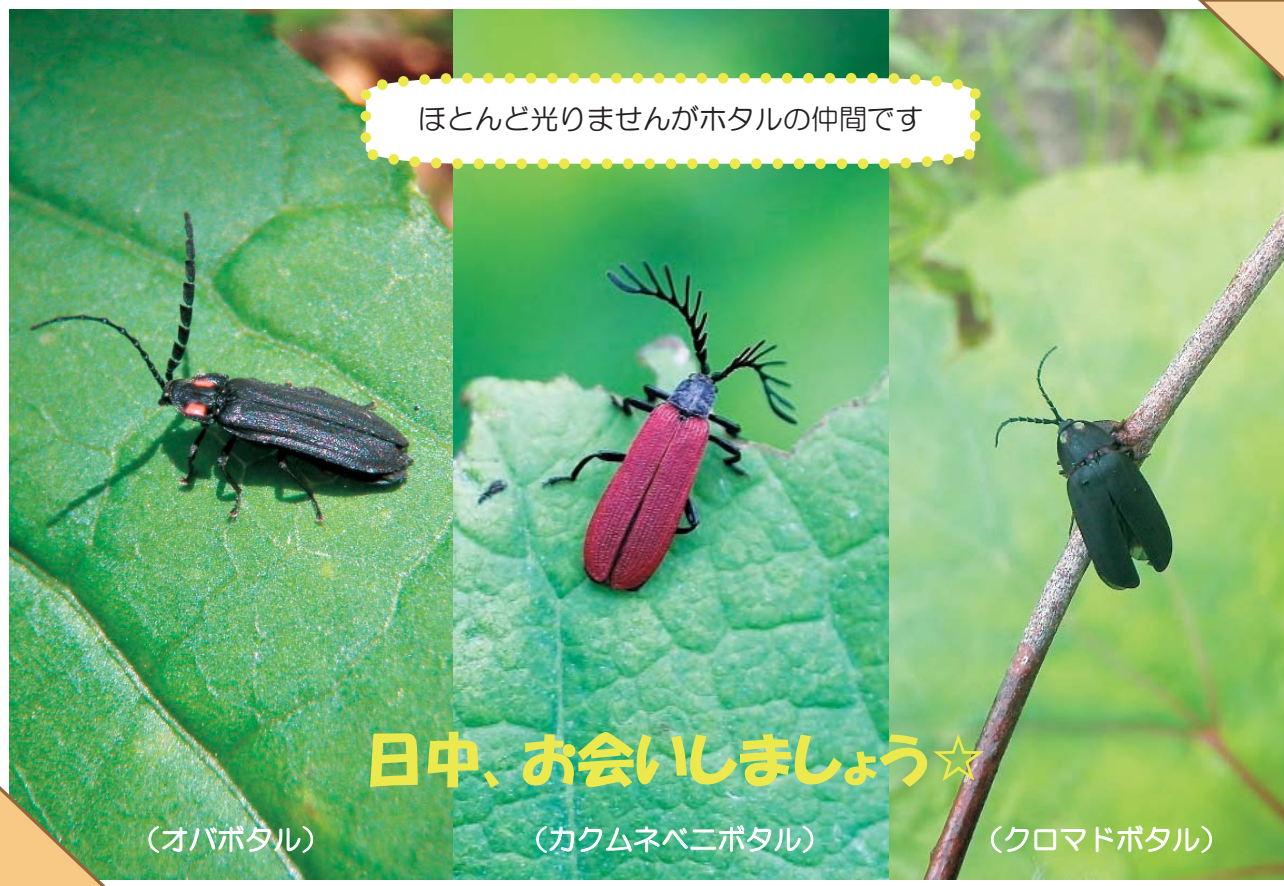 ほとんど光りませんがホタルの仲間です
日中、お会いしましょう☆
（オバボタル）
（カクムネベニボタル）
（クロマドボタル）